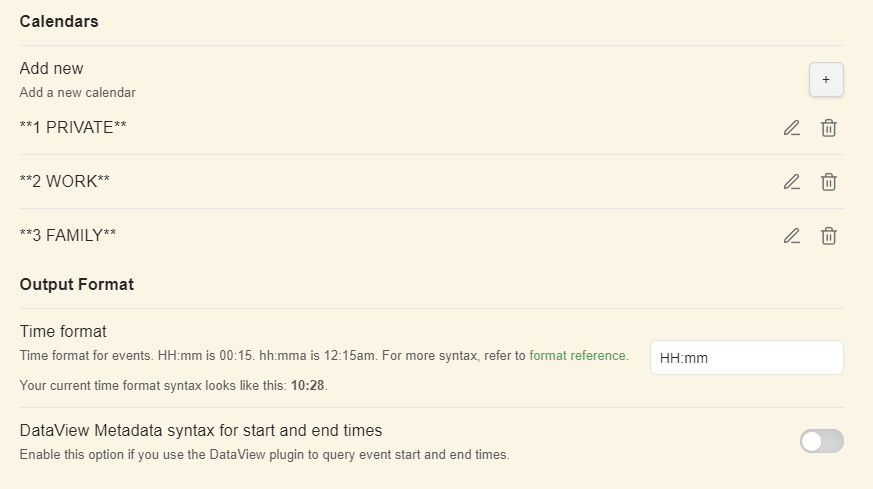 Calendars
Add new
Add a new calendar
+
**1 PRIVATE**
**2 WORK**
**3 FAMILY**
Output Format
Time format
Time format for events. HH:mm is 00:15. hh:mma is 12:15am. For more syntax, refer to format reference.
HH:mm
Your current time format syntax looks like this: 10:28.
DataView Metadata syntax for start and end times
Enable this option if you use the DataView plugin to query event start and end times.